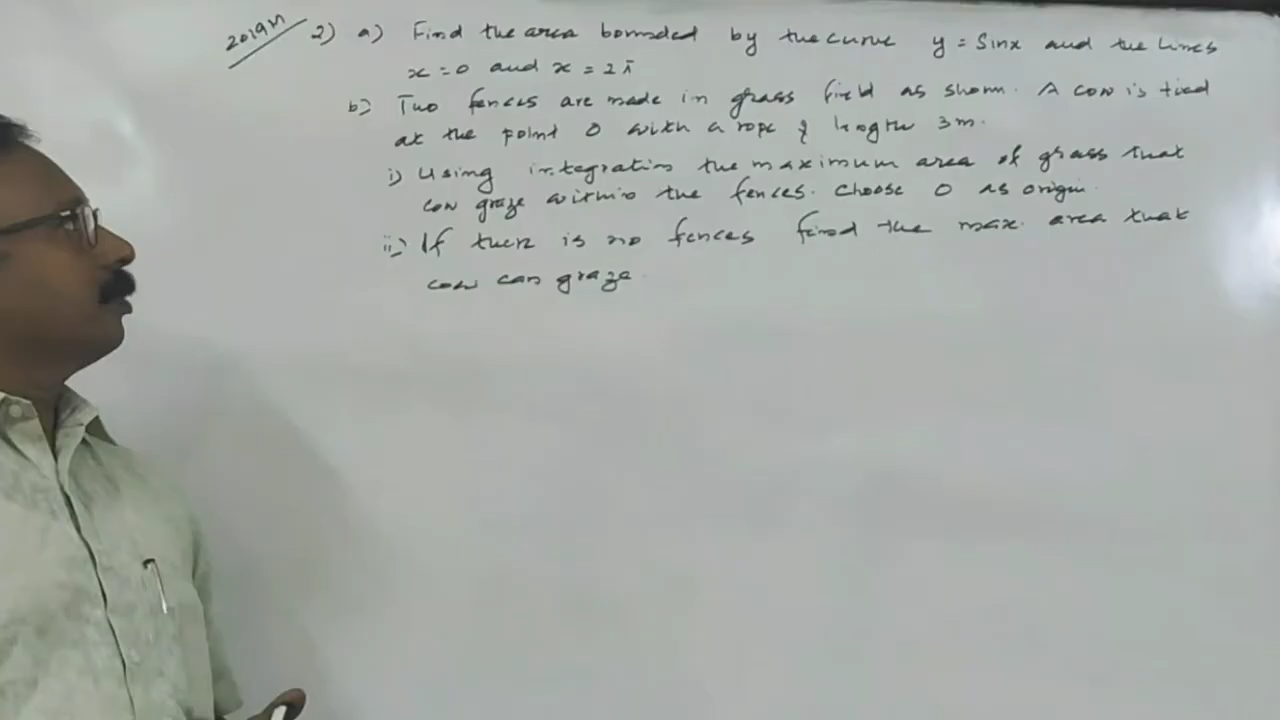 2019 M 2) a) Find the area bounded by the curve y = Sinx and the lines
x = 0 and x = 2π
b) Two fences are made in grass field as shown. A cow is tied
at the point O with a rope of length 3m.
i) Using integration the maximum area of grass that
cow graze within the fences. Choose O as origin.
ii) If there is no fences find the max. area that
cow can graze.